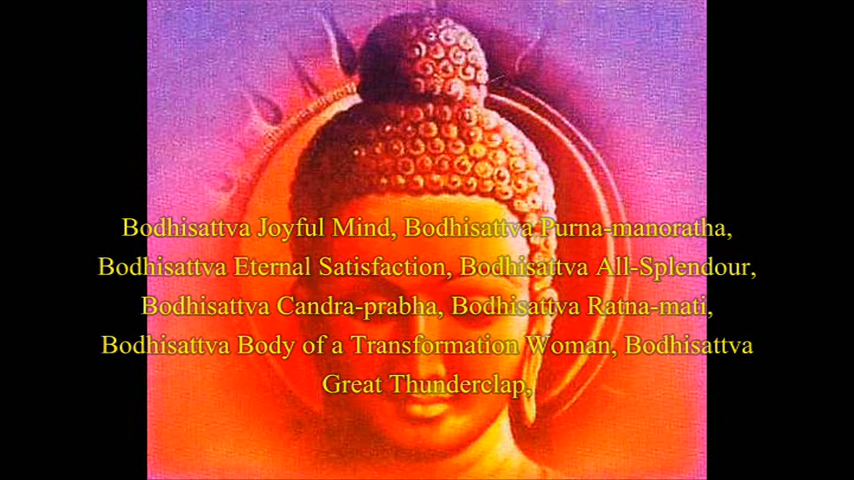 Bodhisattva Joyful Mind, Bodhisattva Purna-manoratha,
Bodhisattva Eternal Satisfaction, Bodhisattva All-Splendour,
Bodhisattva Candra-prabha, Bodhisattva Ratna-mati,
Bodhisattva Body of a Transformation Woman, Bodhisattva
Great Thunderclap,